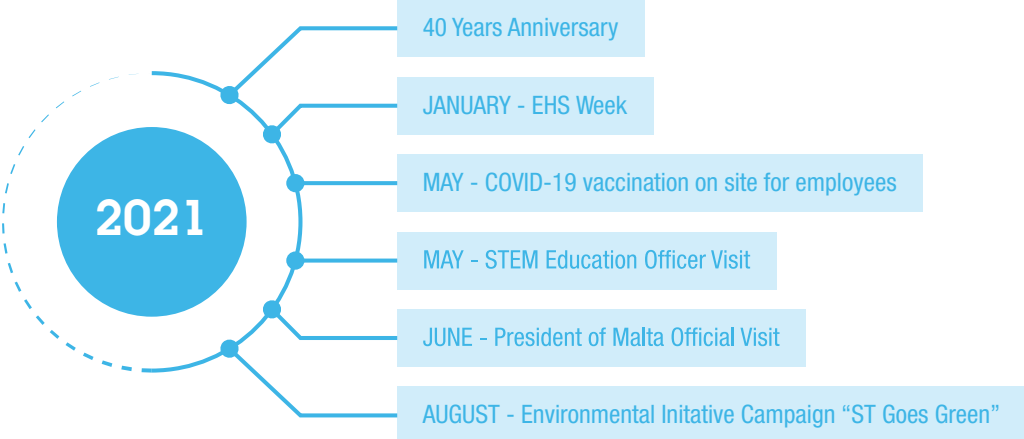 40 Years Anniversary
JANUARY - EHS Week
MAY - COVID-19 vaccination on site for employees
2021
MAY - STEM Education Officer Visit
JUNE - President of Malta Official Visit
AUGUST - Environmental Initative Campaign “ST Goes Green”